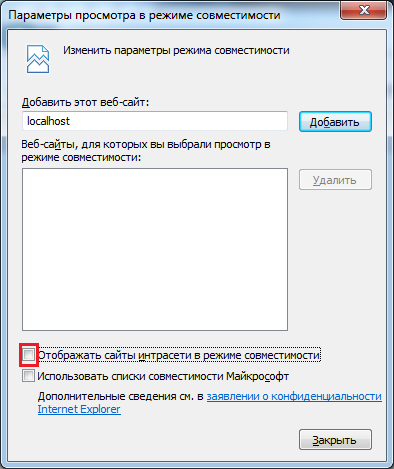 Параметры просмотра в режиме совместимости
Изменить параметры режима совместимости
Добавить этот веб-сайт:
localhost
Добавить
Веб-сайты, для которых вы выбрали просмотр в
режиме совместимости:
Удалить
Отображать сайты интрасети в режиме совместимости
Использовать списки совместимости Майкрософт
Дополнительные сведения см. в заявлении о конфиденциальности
Internet Explorer
Закрыть